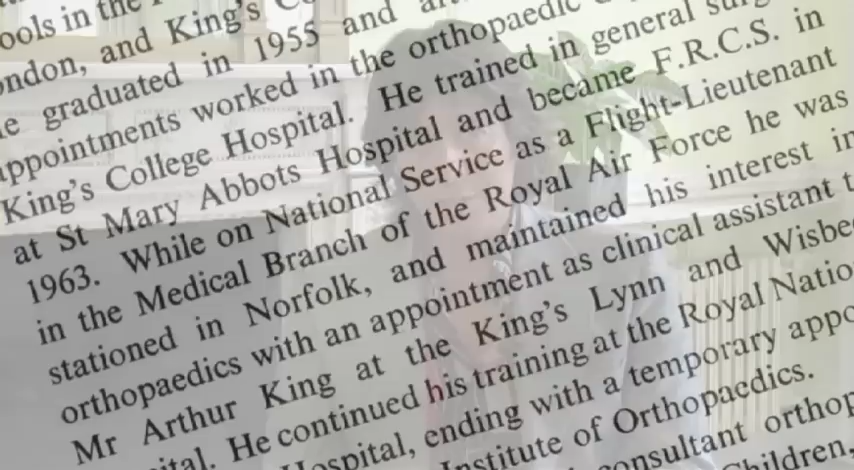 ools in the
ondon, and King's
e graduated in 1955 and
appointments worked in the orthopaedic
King's College Hospital. He trained in general
at St Mary Abbots Hospital and became F.R.C.S. in
1963. While on National Service as a Flight-Lieutenant
in the Medical Branch of the Royal Air Force he was
stationed in Norfolk, and maintained his interest in
orthopaedics with an appointment as clinical assistant t
Mr Arthur King at the King's Lynn and Wisbe
ital. He continued his training at the Royal Natio
Hospital, ending with a temporary appo
Institute of Orthopaedics.
consultant orthop
Children,